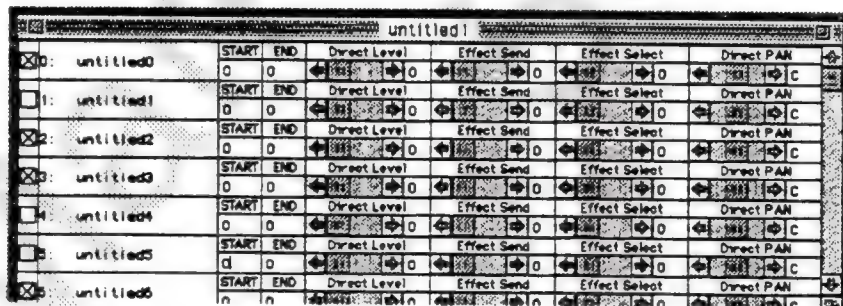 untitled1
START END Direct Level Effect Send Effect Select Direct PAN
0: untitled0 0 0 0 0 0 C
START END Direct Level Effect Send Effect Select Direct PAN
1: untitled1 0 0 0 0 0 C
START END Direct Level Effect Send Effect Select Direct PAN
2: untitled2 0 0 0 0 0 C
START END Direct Level Effect Send Effect Select Direct PAN
3: untitled3 0 0 0 0 0 C
START END Direct Level Effect Send Effect Select Direct PAN
4: untitled4 0 0 0 0 0 C
START END Direct Level Effect Send Effect Select Direct PAN
5: untitled5 0 0 0 0 0 C
START END Direct Level Effect Send Effect Select Direct PAN
6: untitled6 0 0 0 0 0 C